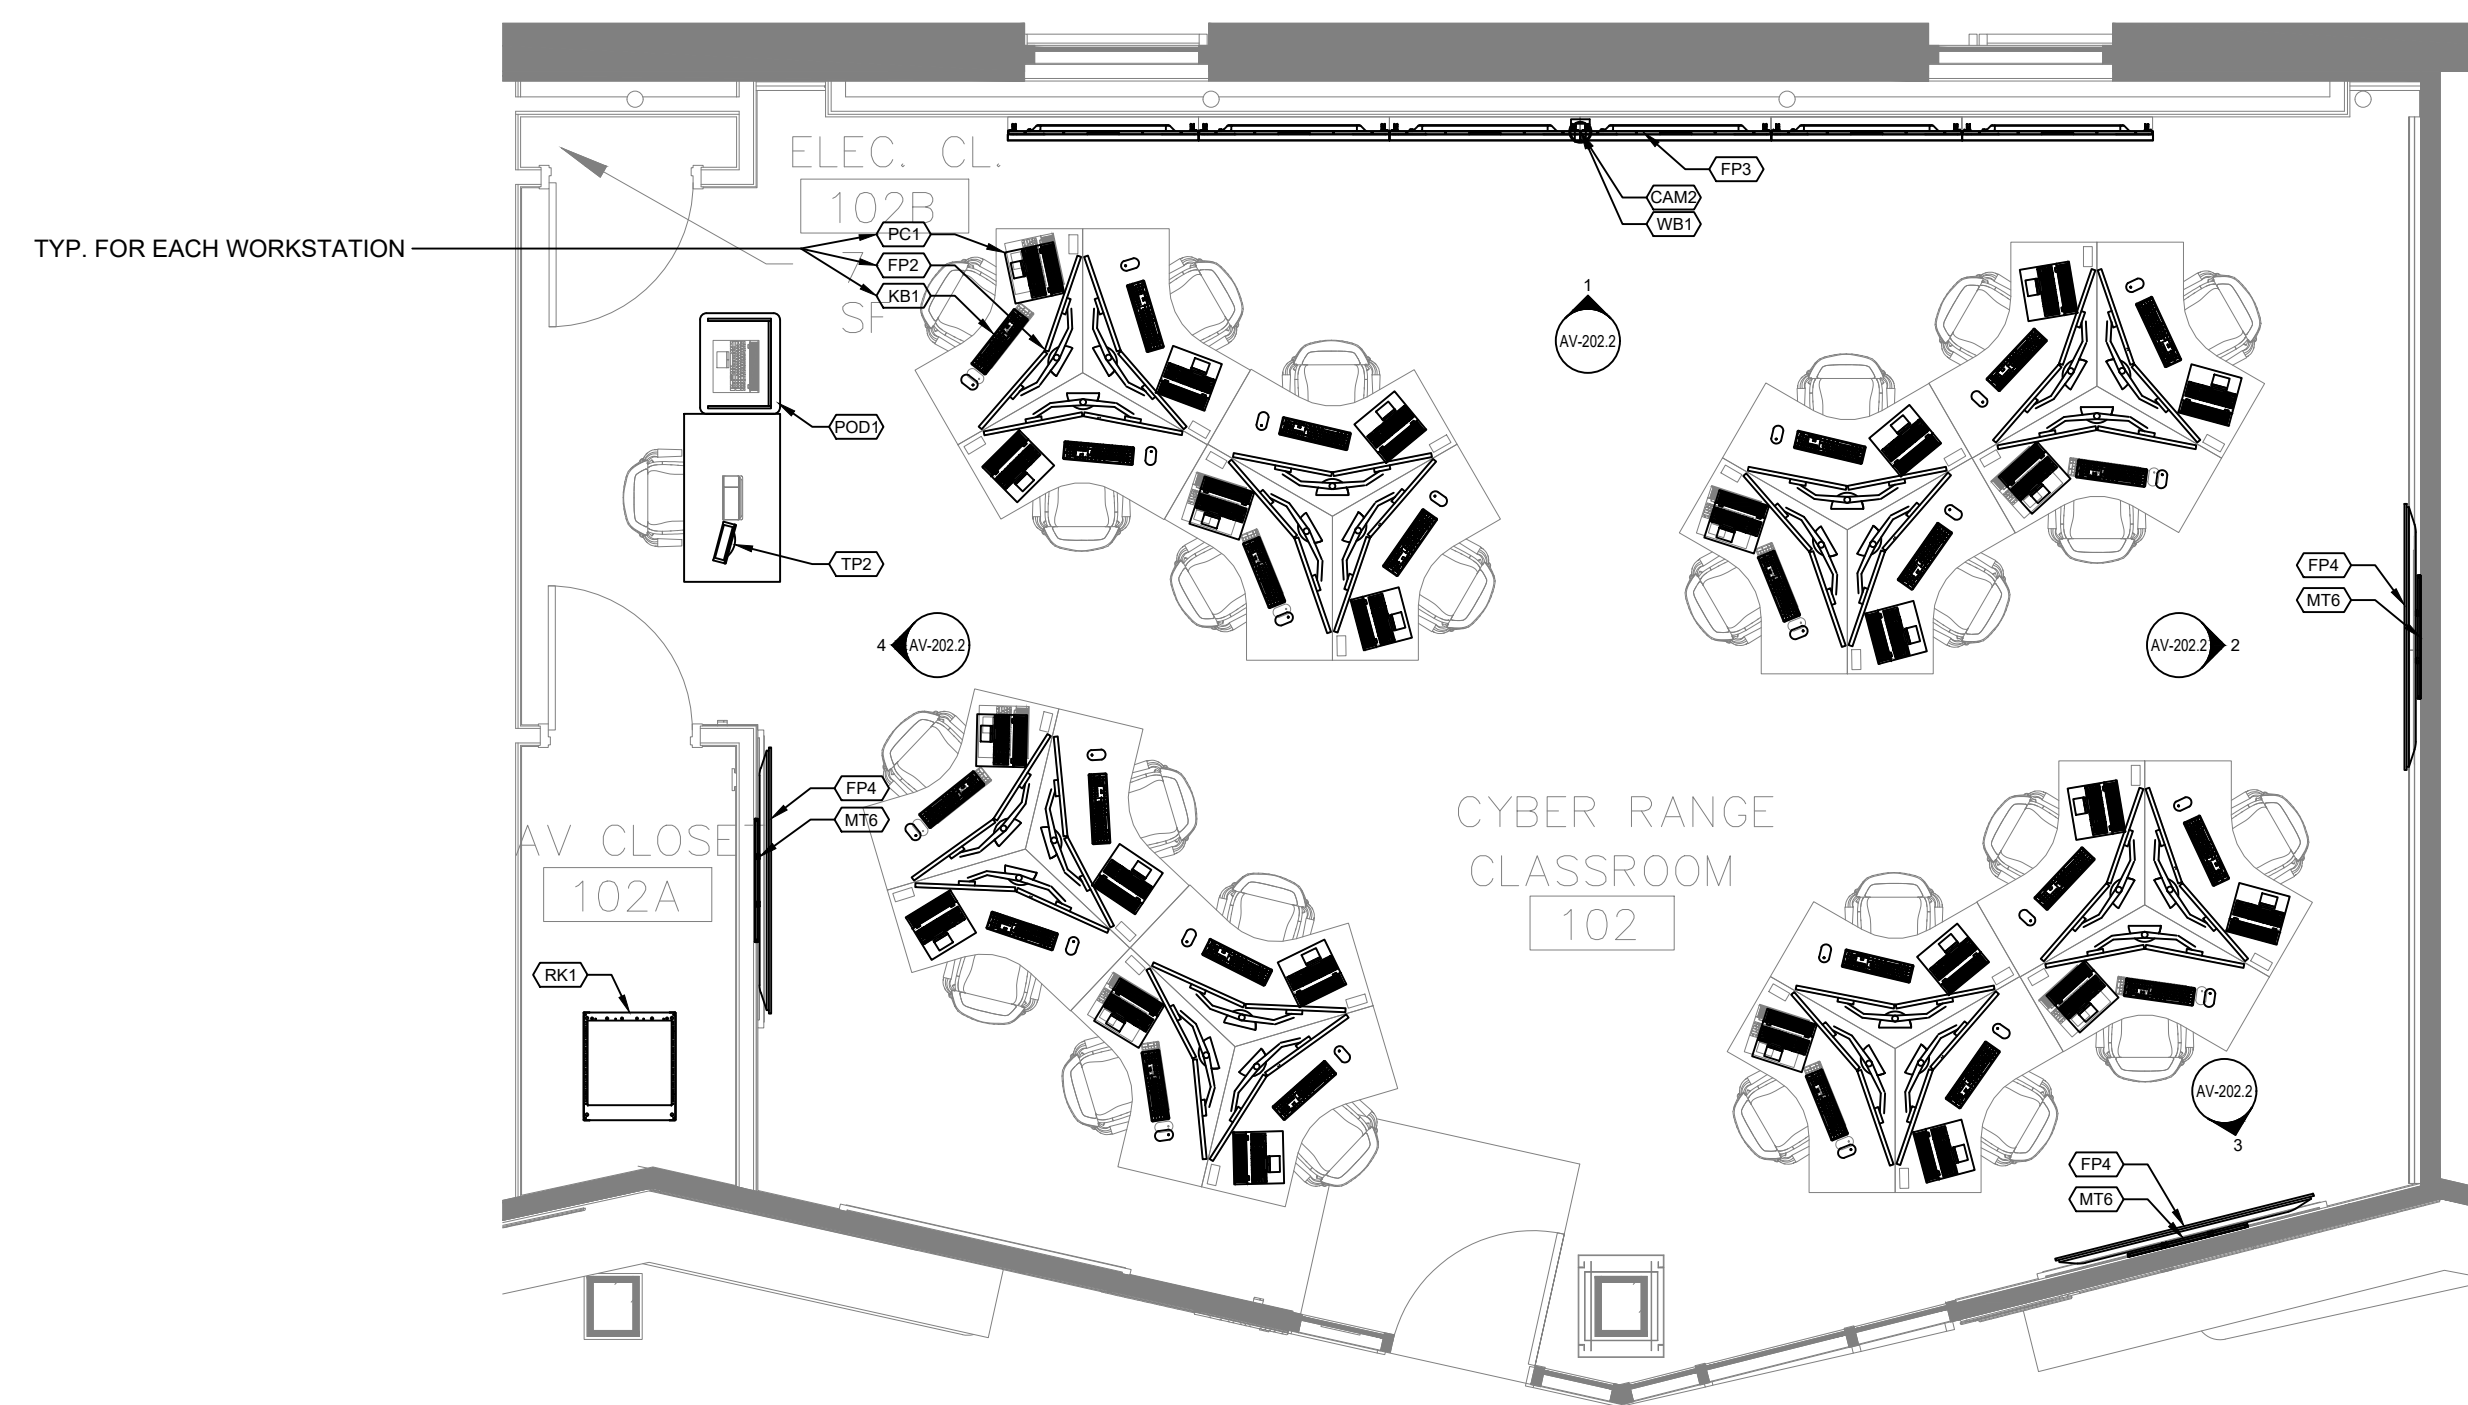 ELEC. CL.
102B
7
SF
TYP. FOR EACH WORKSTATION
PC1
FP2
KB1
FP3
CAM2
WB1
1
AV-202.2
POD1
TP2
FP4
MT6
4
AV-202.2
AV-202.2
2
FP4
MT6
AV CLOSET
102A
CYBER RANGE
CLASSROOM
102
RK1
AV-202.2
3
FP4
MT6